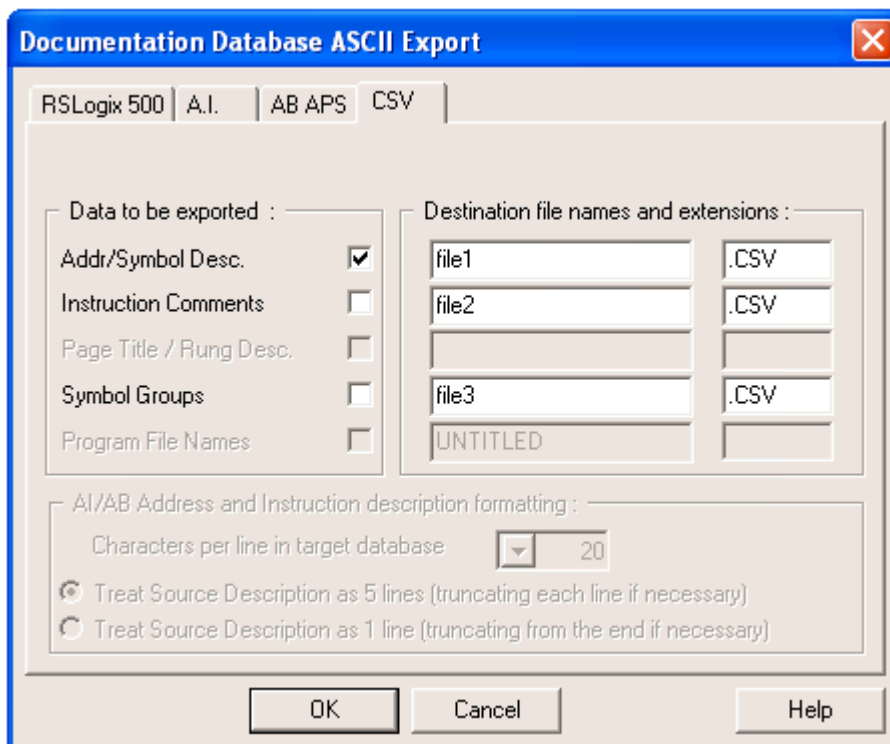 Documentation Database ASCII Export
RSLogix 500 A.I. AB APS CSV
Data to be exported : Destination file names and extensions :
Addr/Symbol Desc. file1 .CSV
Instruction Comments file2 .CSV
Page Title / Rung Desc.
Symbol Groups file3 .CSV
Program File Names UNTITLED
AI/AB Address and Instruction description formatting :
Characters per line in target database 20
Treat Source Description as 5 lines (truncating each line if necessary)
Treat Source Description as 1 line (truncating from the end if necessary)
OK Cancel Help